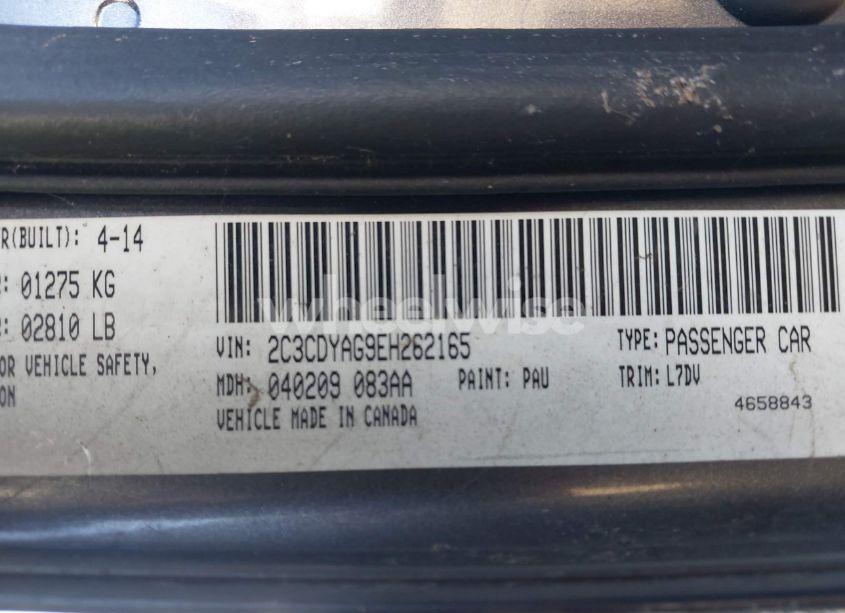 R(BUILT): 4-14
: 01275 KG
: 02810 LB
OR VEHICLE SAFETY,
ON
VIN: 2C3CDYAG9EH262165
TYPE: PASSENGER CAR
MDH: 040209 083AA
PAINT: PAU
TRIM: L7DV
VEHICLE MADE IN CANADA
4658843
wheelwise